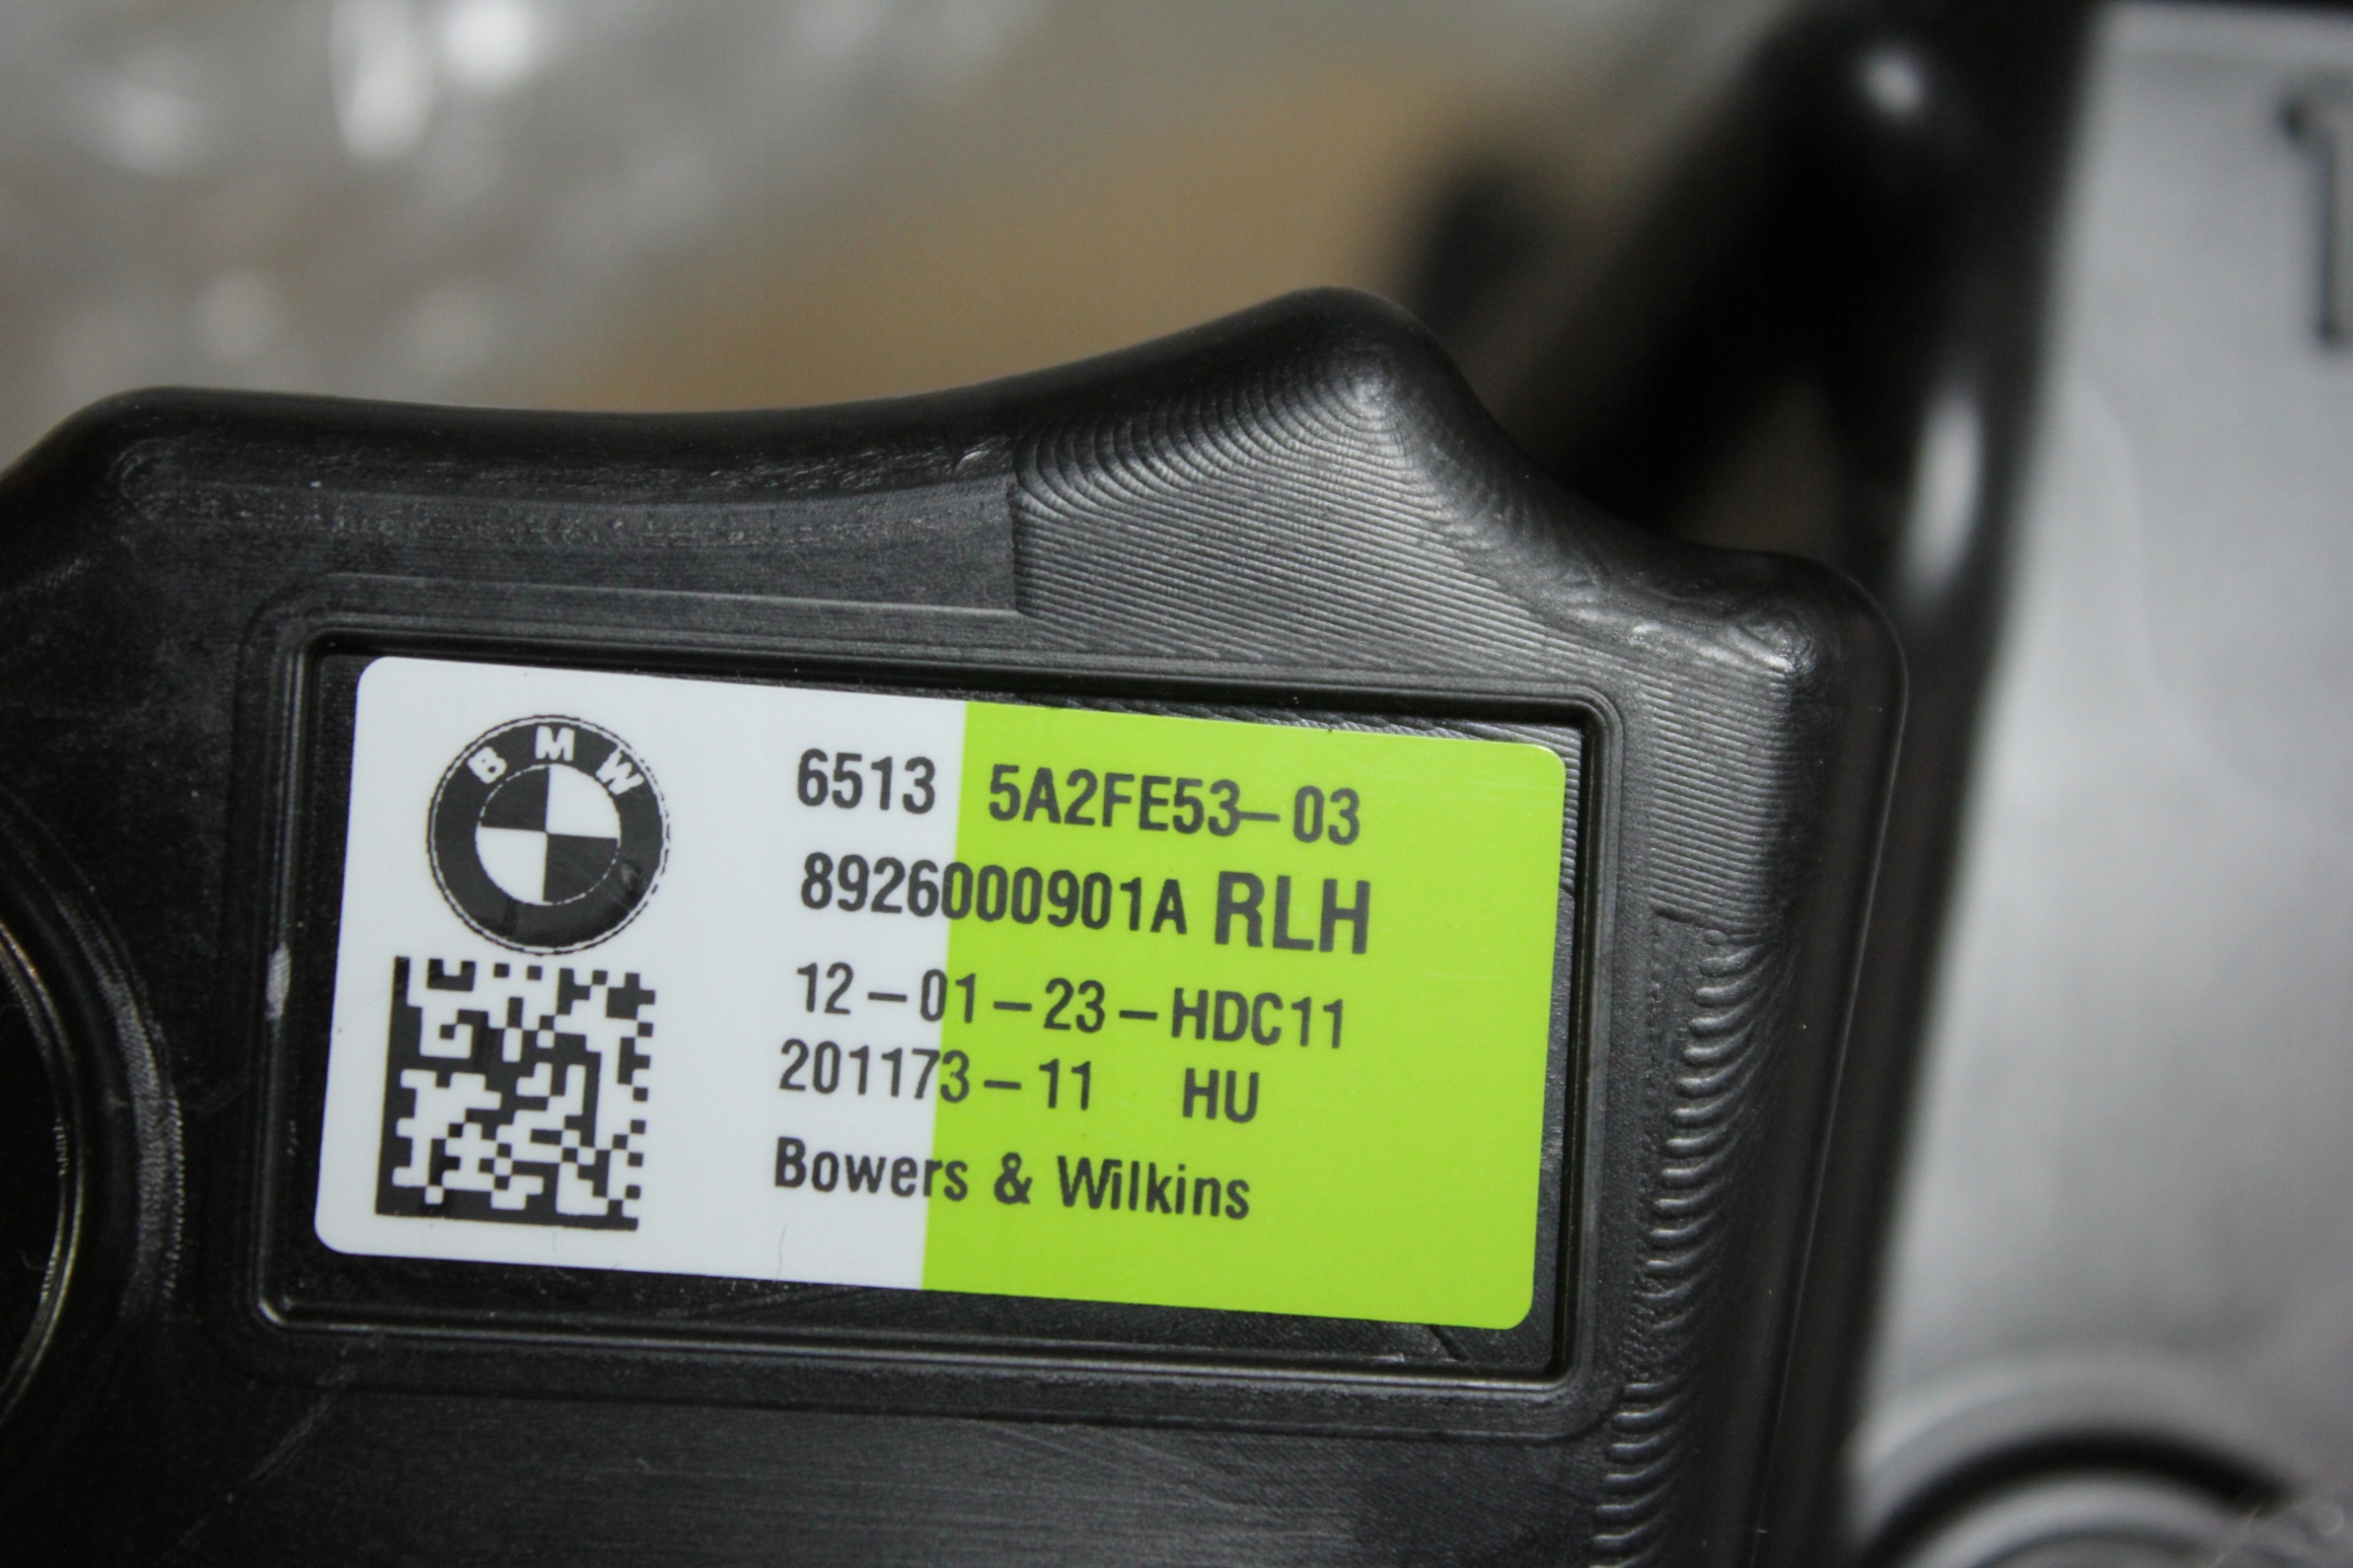 BMW
6513 5A2FE53-03
8926000901A RLH
12-01-23-HDC11
201173-11 HU
Bowers & Wilkins